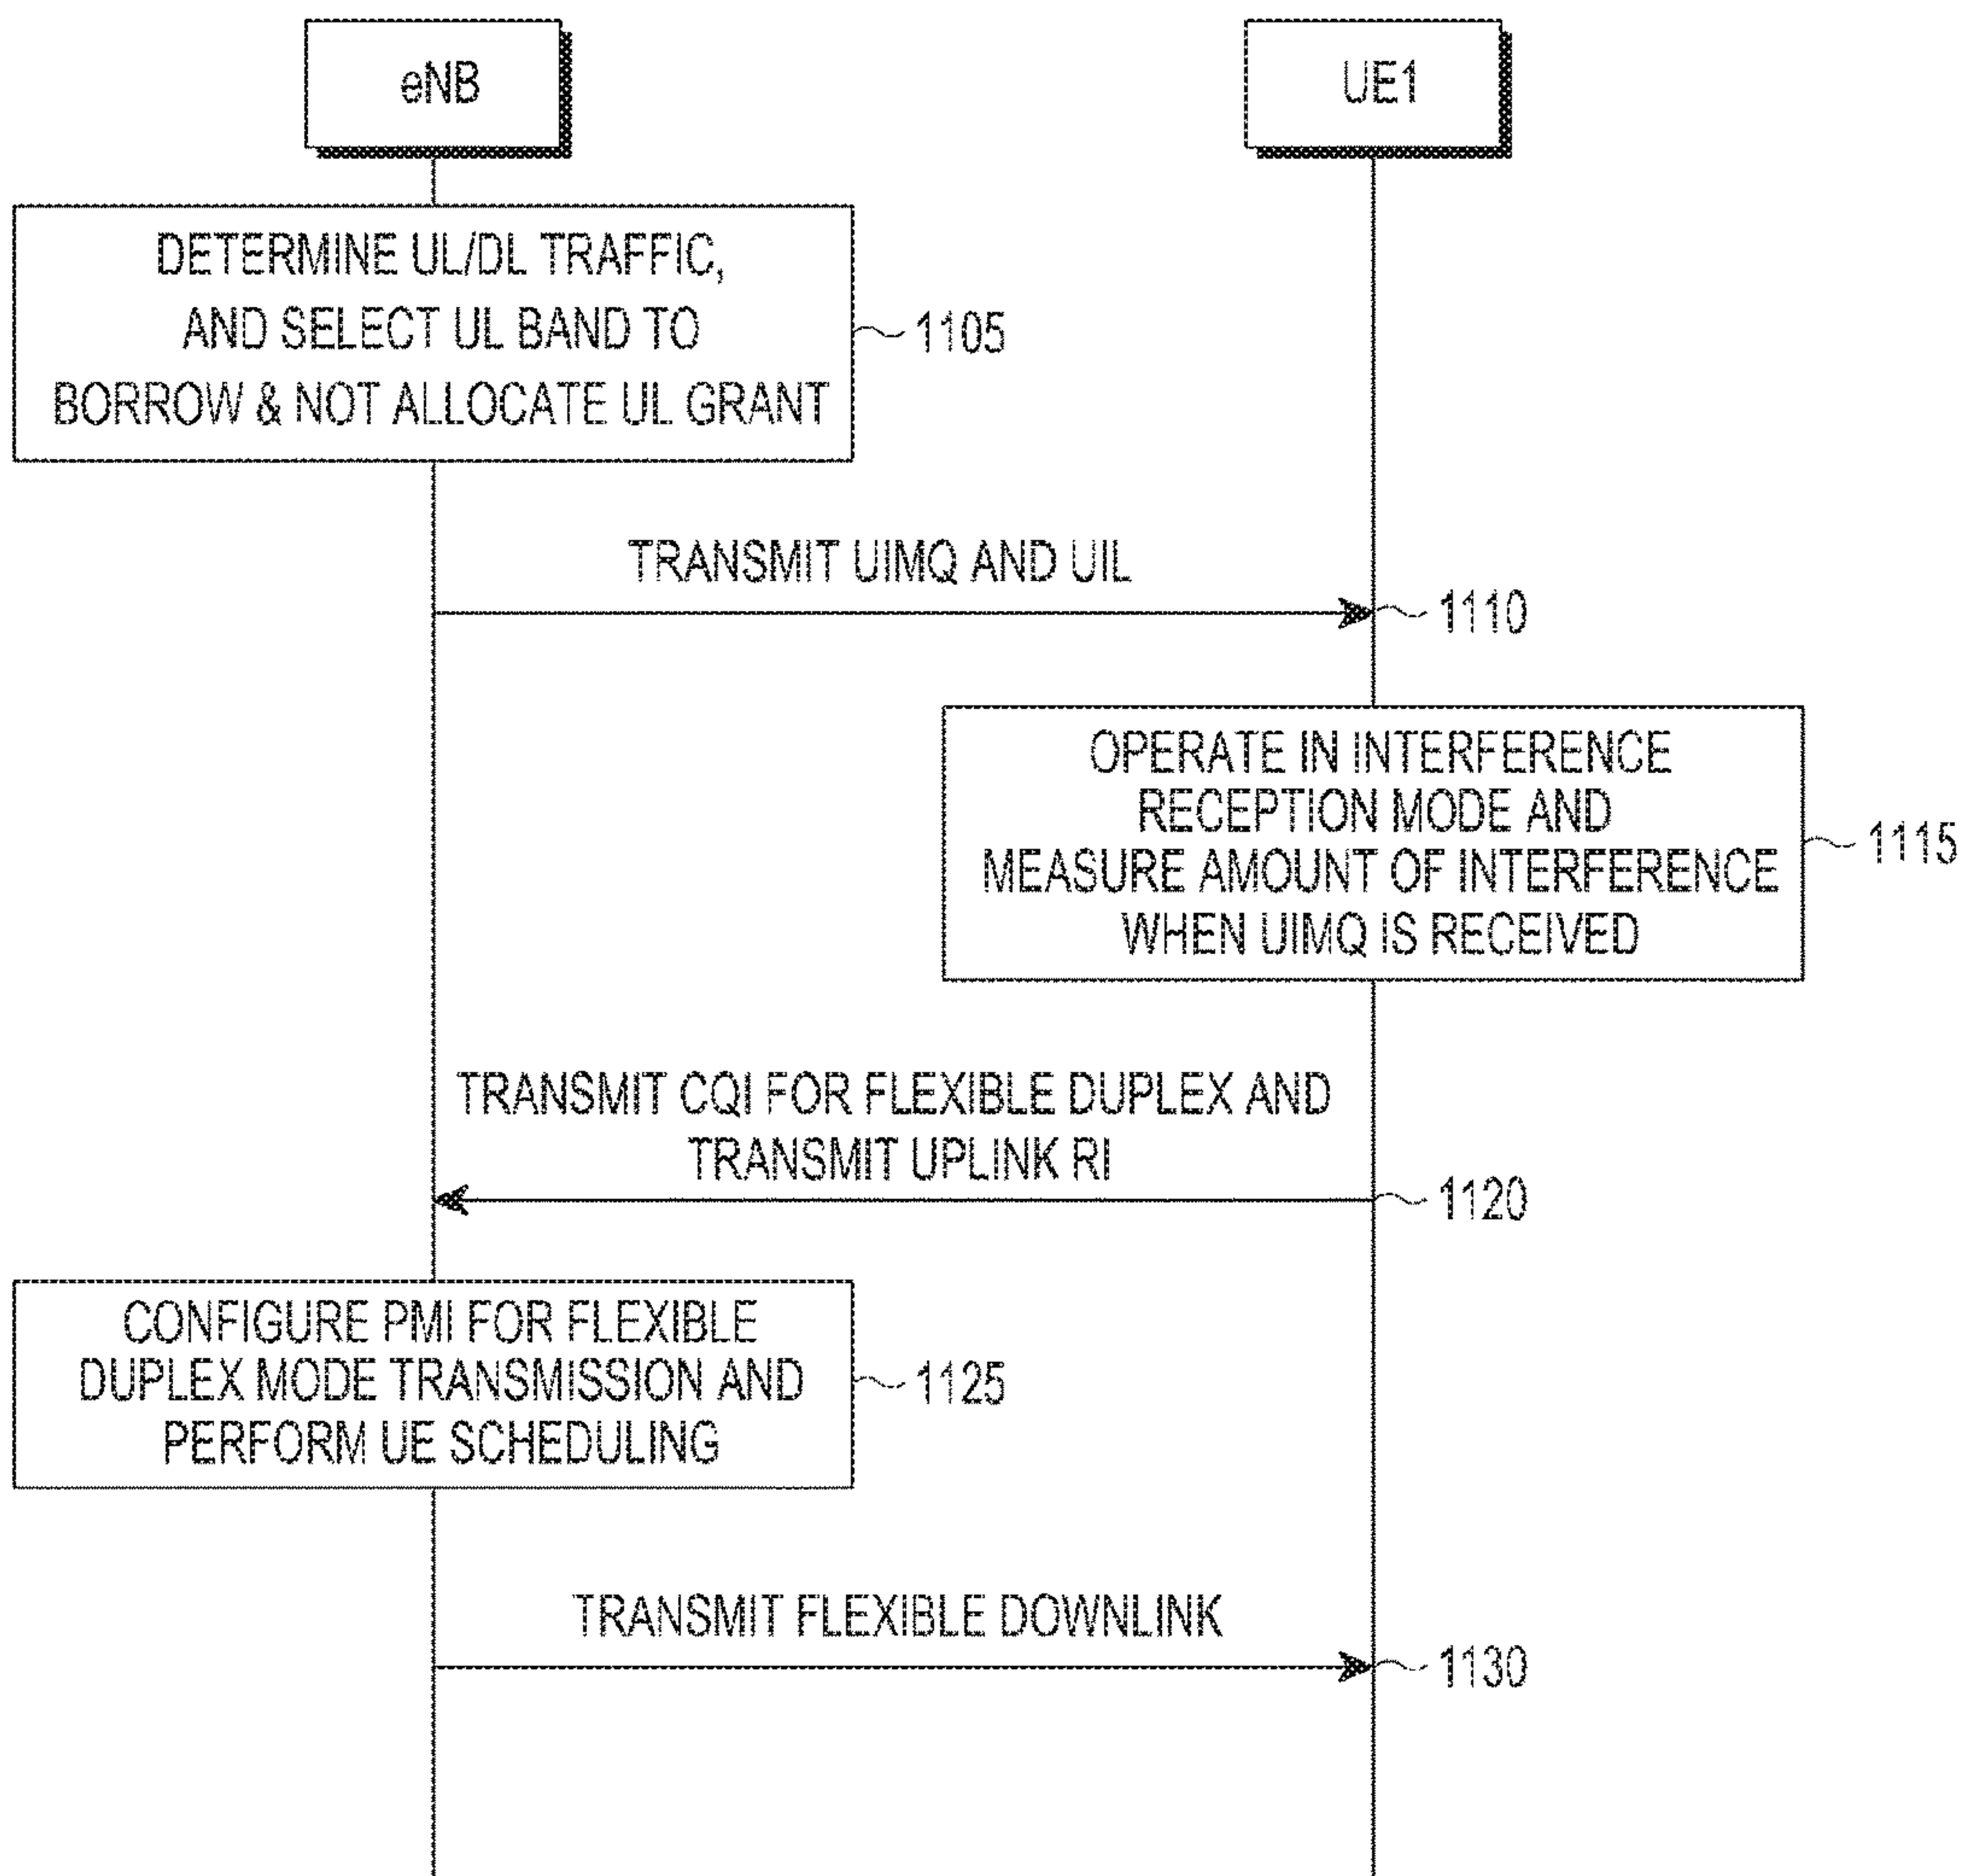 eNB
UE1
DETERMINE UL/DL TRAFFIC,
AND SELECT UL BAND TO
BORROW & NOT ALLOCATE UL GRANT
1105
TRANSMIT UIMQ AND UIL
1110
OPERATE IN INTERFERENCE
RECEPTION MODE AND
MEASURE AMOUNT OF INTERFERENCE
WHEN UIMQ IS RECEIVED
1115
TRANSMIT CQI FOR FLEXIBLE DUPLEX AND
TRANSMIT UPLINK RI
1120
CONFIGURE PMI FOR FLEXIBLE
DUPLEX MODE TRANSMISSION AND
PERFORM UE SCHEDULING
1125
TRANSMIT FLEXIBLE DOWNLINK
1130